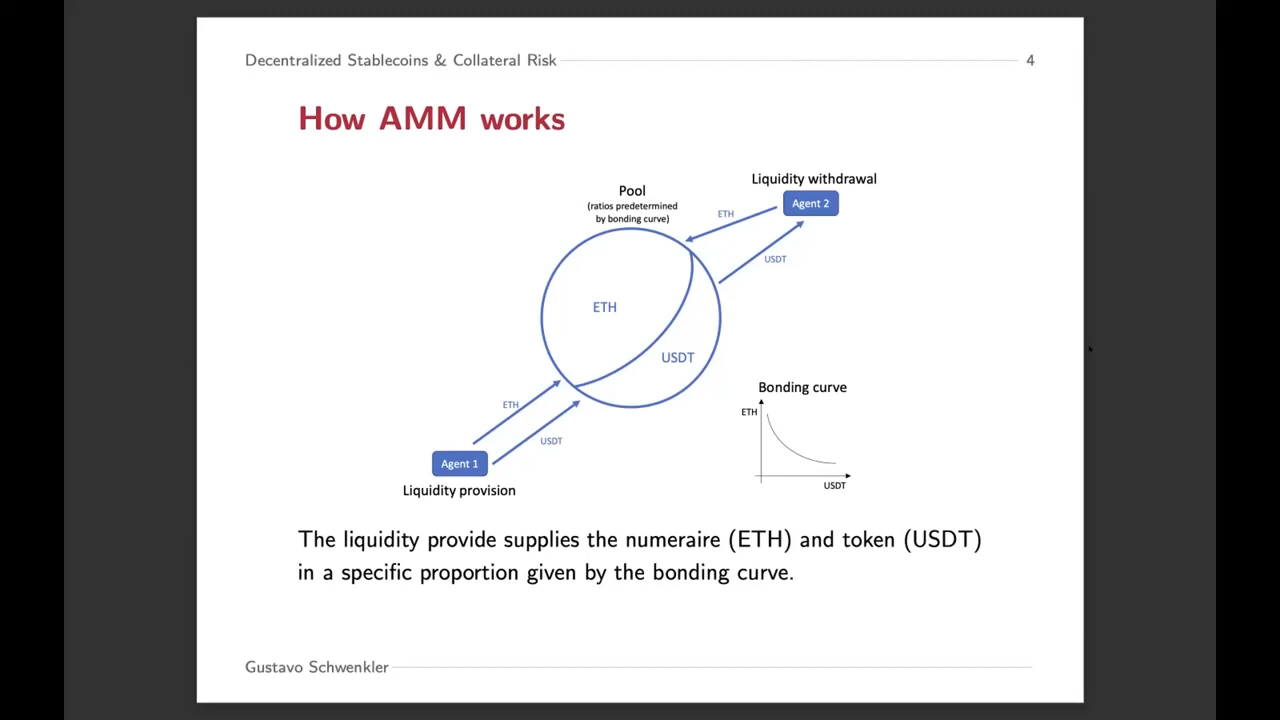 Decentralized Stablecoins & Collateral Risk 4
How AMM works
Liquidity withdrawal
Pool
Agent 2
(ratios predetermined
by bonding curve)
ETH
USDT
ETH
USDT
Bonding curve
ETH
ETH
USDT
Agent 1
USDT
Liquidity provision
The liquidity provide supplies the numeraire (ETH) and token (USDT)
in a specific proportion given by the bonding curve.
Gustavo Schwenkler